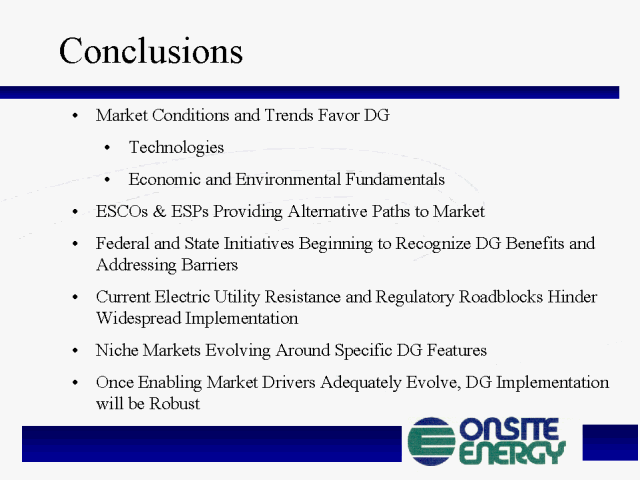 Conclusions
• Market Conditions and Trends Favor DG
• Technologies
• Economic and Environmental Fundamentals
• ESCOs & ESPs Providing Alternative Paths to Market
• Federal and State Initiatives Beginning to Recognize DG Benefits and
Addressing Barriers
• Current Electric Utility Resistance and Regulatory Roadblocks Hinder
Widespread Implementation
• Niche Markets Evolving Around Specific DG Features
• Once Enabling Market Drivers Adequately Evolve, DG Implementation
will be Robust
ONSITE
ENERGY